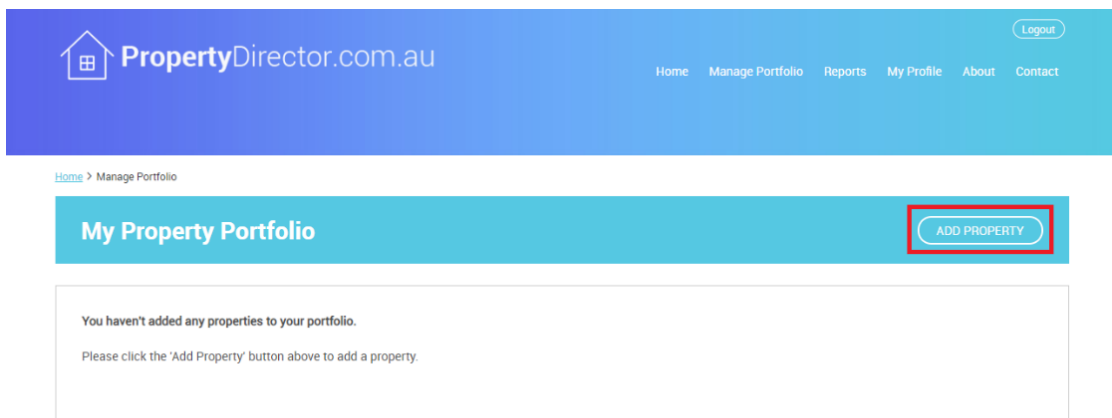 Logout
PropertyDirector.com.au
Home Manage Portfolio Reports My Profile About Contact
Home > Manage Portfolio
My Property Portfolio
ADD PROPERTY
You haven't added any properties to your portfolio.
Please click the 'Add Property' button above to add a property.